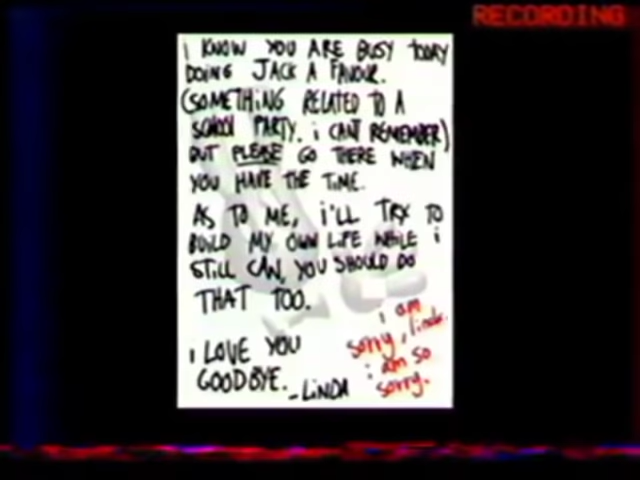 RECORDING
i KNOW YOU ARE BUSY TODAY
DOING JACK A FAVOUR.
(SOMETHING RELATED TO A
SCHOOL PARTY. i CANT REMEMBER)
BUT PLEASE GO THERE WHEN
YOU HAVE THE TIME.
AS TO ME, i'LL TRY TO
BUILD MY OWN LIFE WHILE i
STILL CAN, YOU SHOULD DO
THAT TOO.
i LOVE YOU
GOODBYE.
-LiNDA
i am
sorry, linda.
i am so
sorry.